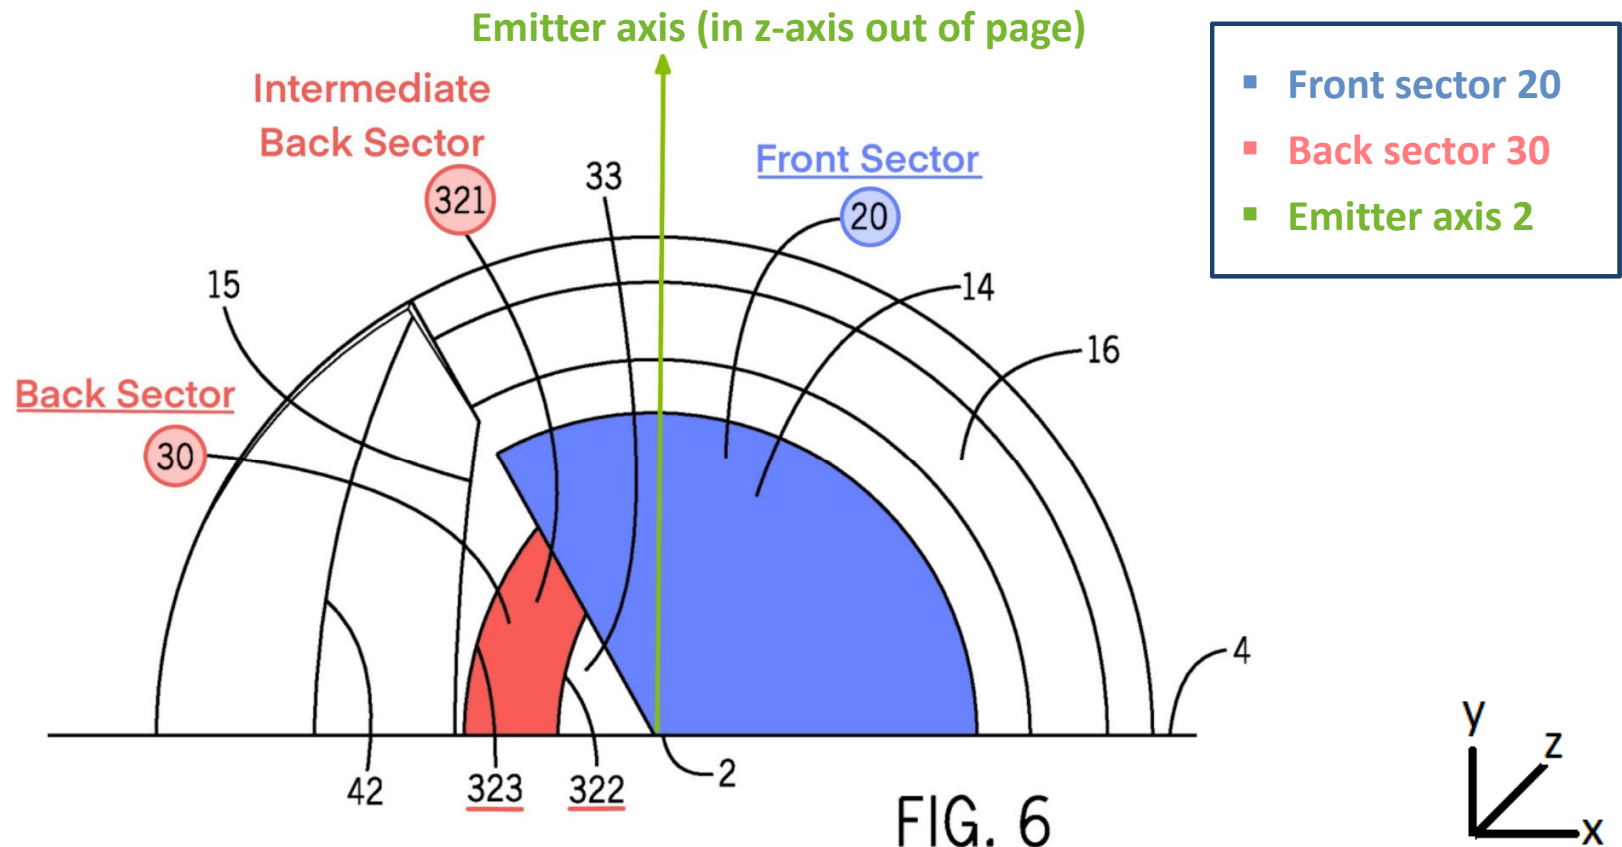 Emitter axis (in z-axis out of page)
Intermediate
Back Sector
321
33
Front Sector
20
Front sector 20
Back sector 30
Emitter axis 2
15
14
16
Back Sector
30
4
42
323
322
2
FIG. 6
y
z
x